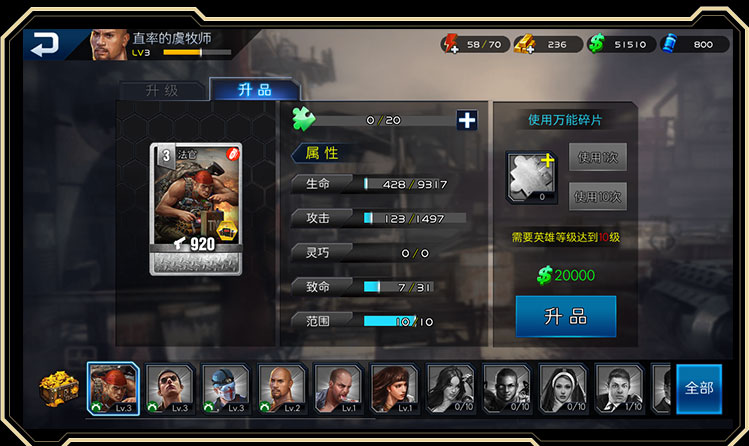 直率的虞牧师
LV3
58/70
236
51510
800
升级
升品
0/20
使用万能碎片
属性
3
法官
920
生命
428/9317
攻击
123/1497
灵巧
0/0
致命
7/31
范围
10/10
0
使用1次
使用10次
需要英雄等级达到10级
20000
升品
Lv.3
Lv.3
Lv.3
Lv.2
Lv.1
Lv.1
0/10
0/10
0/10
1/10
全部